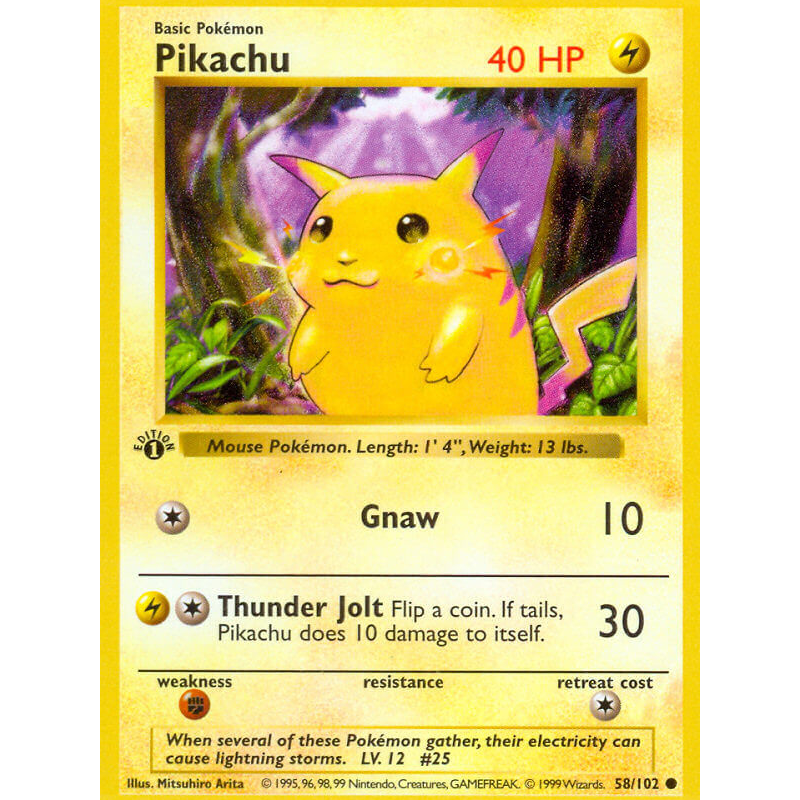 Basic Pokémon
Pikachu 40 HP
EDITION
1
Mouse Pokémon. Length: 1' 4", Weight: 13 lbs.
Gnaw 10
Thunder Jolt Flip a coin. If tails, 30
Pikachu does 10 damage to itself.
weakness resistance retreat cost
When several of these Pokémon gather, their electricity can
cause lightning storms. LV. 12 #25
Illus. Mitsuhiro Arita © 1995, 96, 98, 99 Nintendo, Creatures, GAMEFREAK. © 1999 Wizards. 58/102